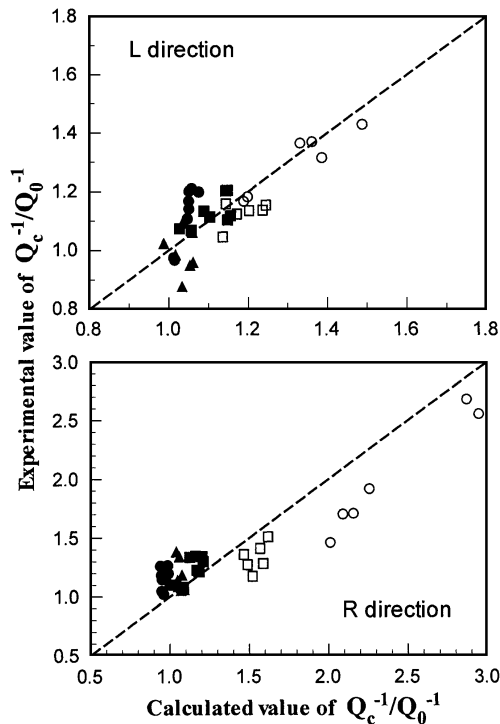 1.8
L direction
1.6
1.4
1.2
1.0
0.8
0.8 1.0 1.2 1.4 1.6 1.8
Experimental value of Qc⁻¹/Q0⁻¹
3.0
2.5
2.0
1.5
1.0
R direction
0.5
0.5 1.0 1.5 2.0 2.5 3.0
Calculated value of Qc⁻¹/Q0⁻¹